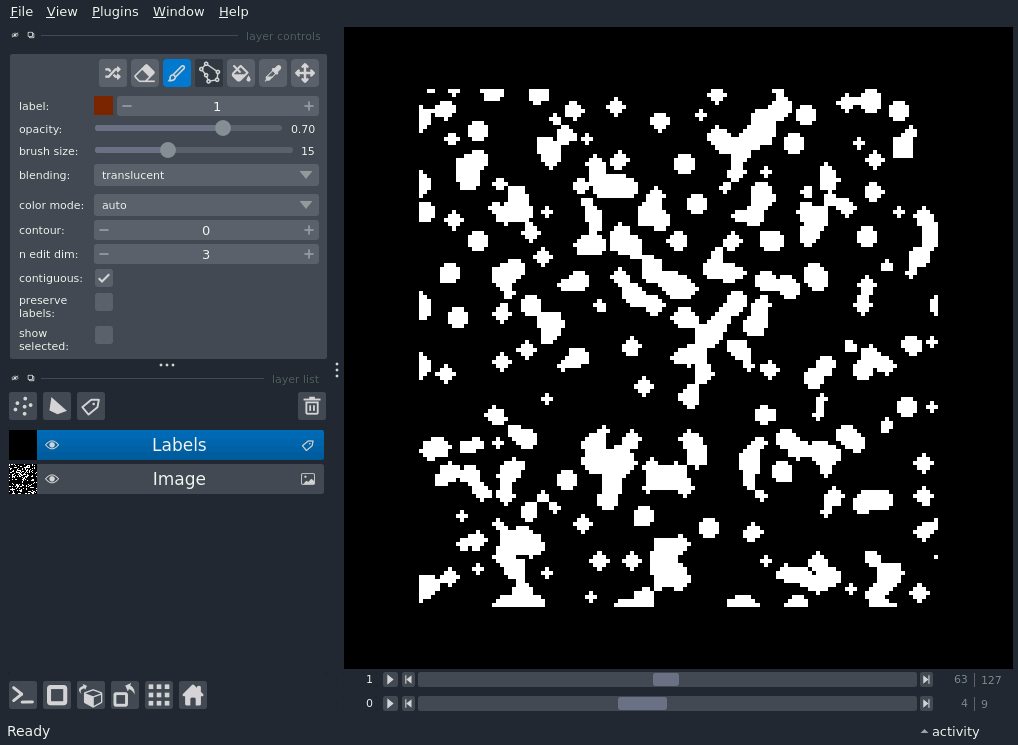 File View Plugins Window Help
layer controls
label: 1
opacity: 0.70
brush size: 15
blending: translucent
color mode: auto
contour: 0
n edit dim: 3
contiguous:
preserve
labels:
show
selected:
layer list
Labels
Image
1 63 127
0 4 9
Ready activity